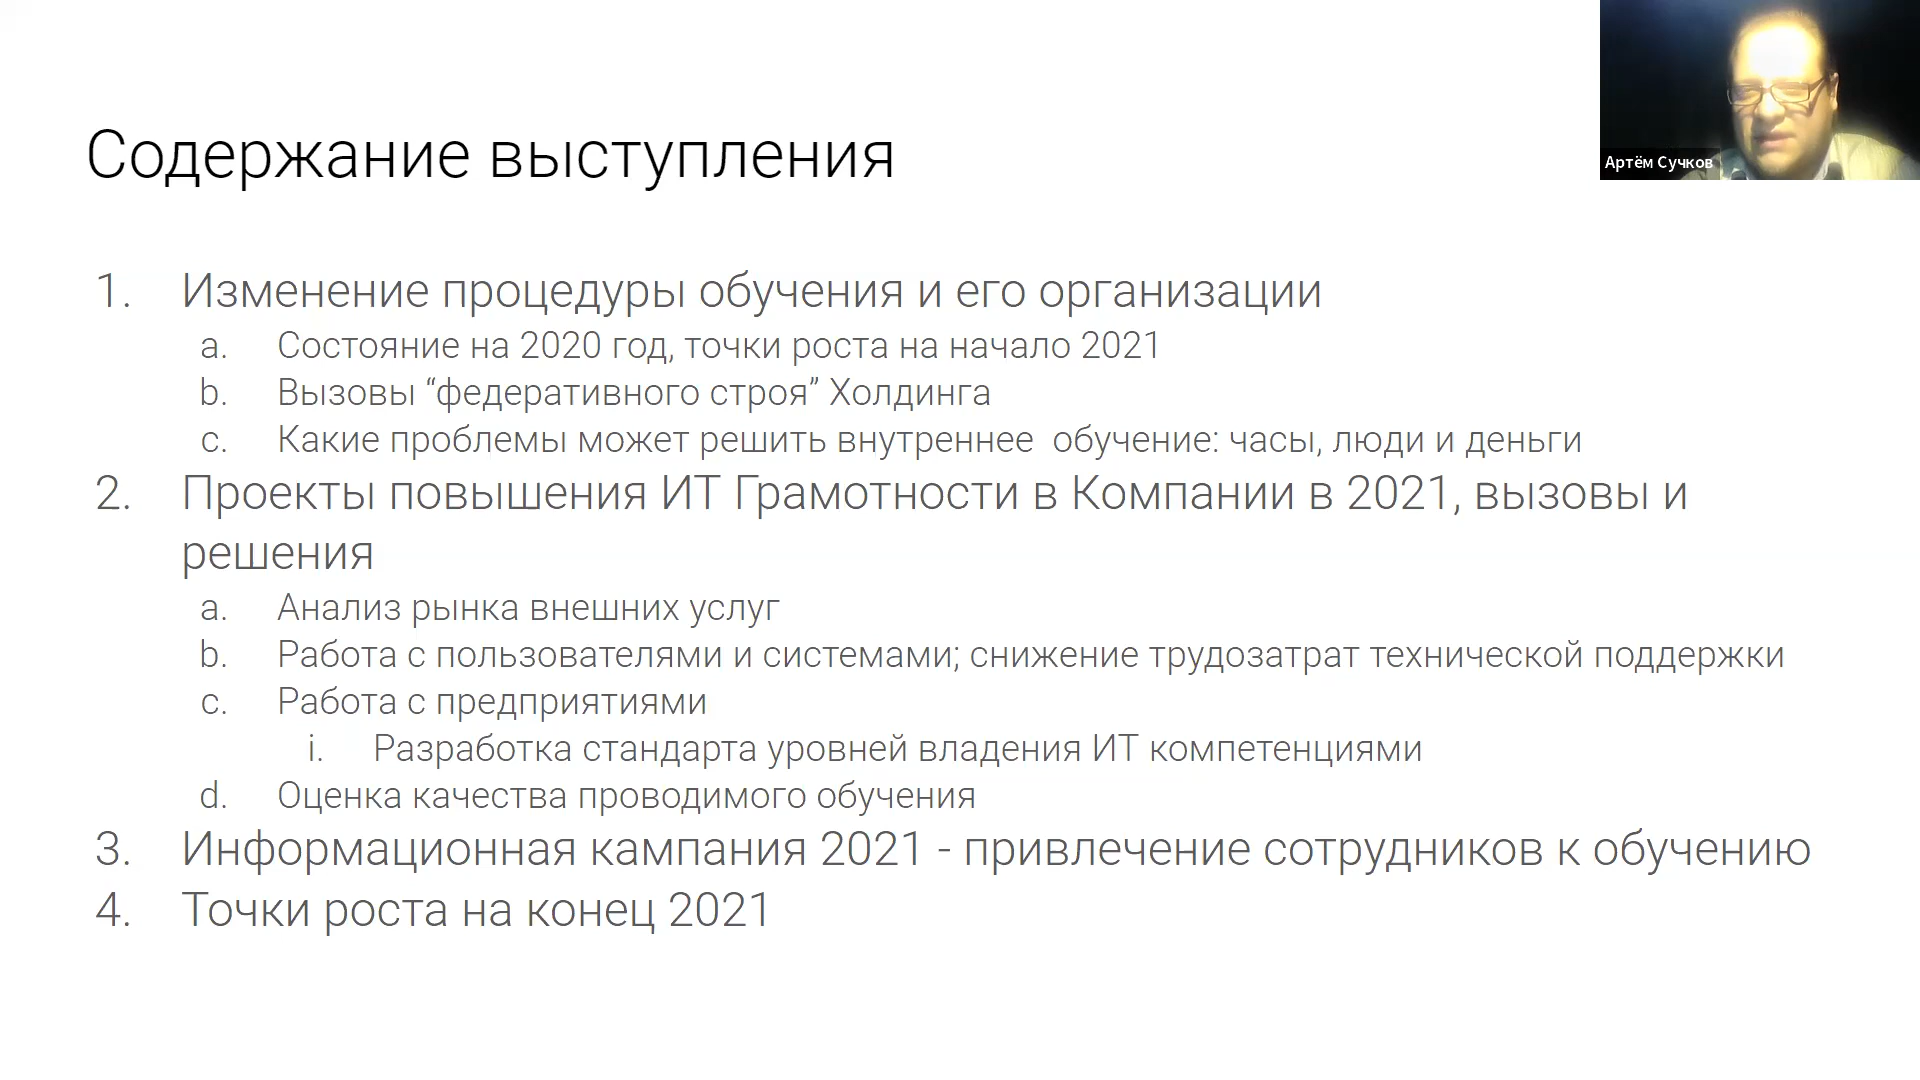 Содержание выступления
Артём Сучков
1. Изменение процедуры обучения и его организации
a. Состояние на 2020 год, точки роста на начало 2021
b. Вызовы “федеративного строя” Холдинга
c. Какие проблемы может решить внутреннее  обучение: часы, люди и деньги
2. Проекты повышения ИТ Грамотности в Компании в 2021, вызовы и
решения
a. Анализ рынка внешних услуг
b. Работа с пользователями и системами; снижение трудозатрат технической поддержки
c. Работа с предприятиями
i. Разработка стандарта уровней владения ИТ компетенциями
d. Оценка качества проводимого обучения
3. Информационная кампания 2021 - привлечение сотрудников к обучению
4. Точки роста на конец 2021